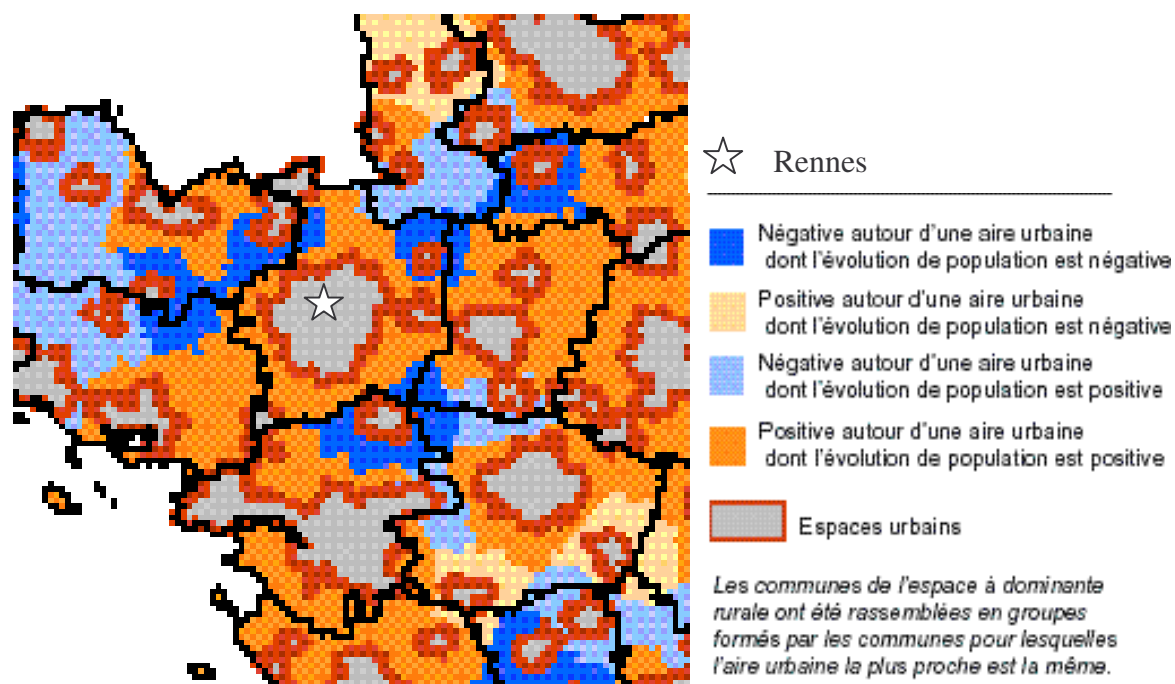 Rennes
Négative autour d'une aire urbaine
dont l'évolution de population est négative
Positive autour d'une aire urbaine
dont l'évolution de population est négative
Négative autour d'une aire urbaine
dont l'évolution de population est positive
Positive autour d'une aire urbaine
dont l'évolution de population est positive
Espaces urbains
Les communes de l'espace à dominante
rurale ont été rassemblées en groupes
formés par les communes pour lesquelles
l'aire urbaine la plus proche est la même.